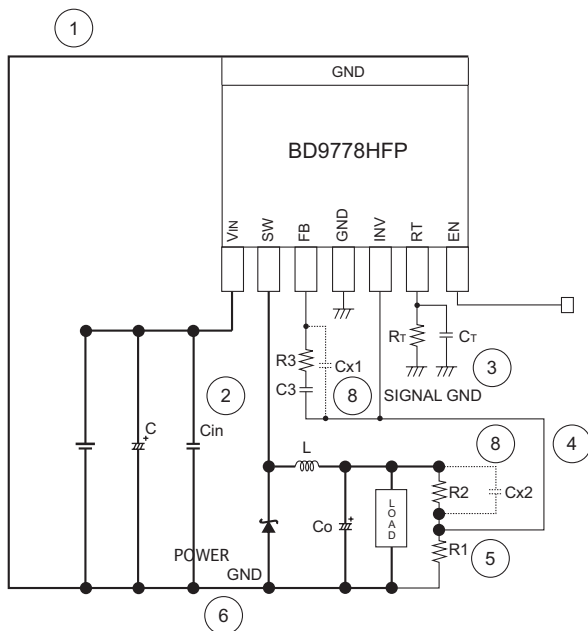 1
GND
BD9778HFP
VIN
SW
FB
GND
INV
RT
EN
R3
Cx1
C3
RT
CT
3
SIGNAL GND
8
2
C
+
Cin
8
4
L
R2
Cx2
Co
+
LOAD
R1
5
POWER
GND
6